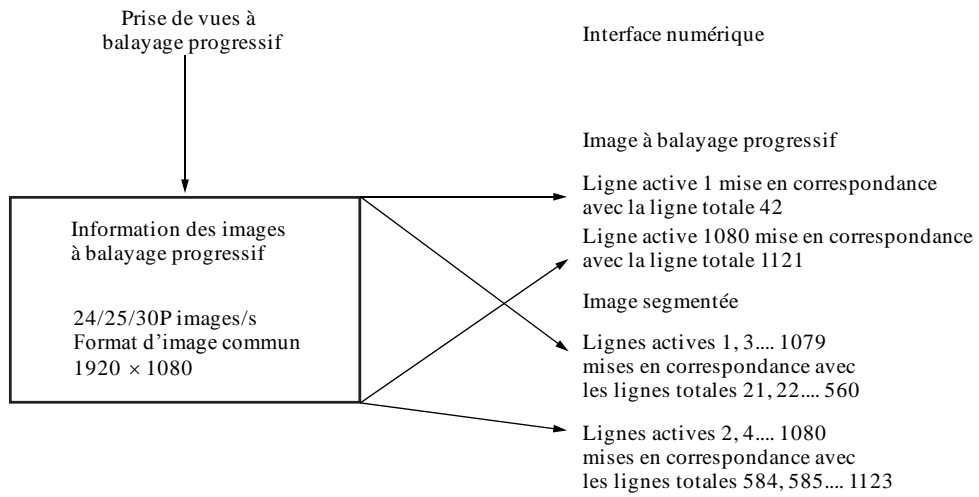 Prise de vues à
balayage progressif
Interface numérique
Image à balayage progressif
Ligne active 1 mise en correspondance
avec la ligne totale 42
Information des images
à balayage progressif
Ligne active 1080 mise en correspondance
avec la ligne totale 1121
24/25/30P images/s
Format d'image commun
1920 × 1080
Image segmentée
Lignes actives 1, 3.... 1079
mises en correspondance avec
les lignes totales 21, 22.... 560
Lignes actives 2, 4.... 1080
mises en correspondance avec
les lignes totales 584, 585.... 1123